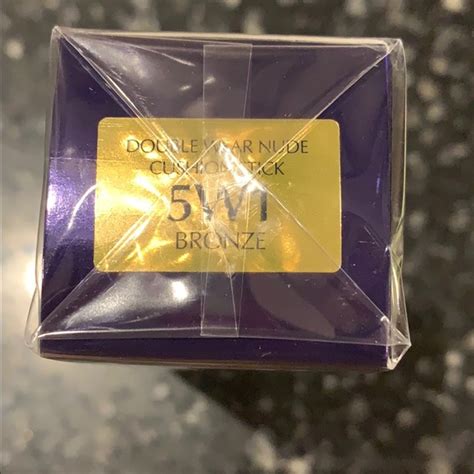 DOUBLE WEAR NUDE
CUSHION STICK
5W1
BRONZE